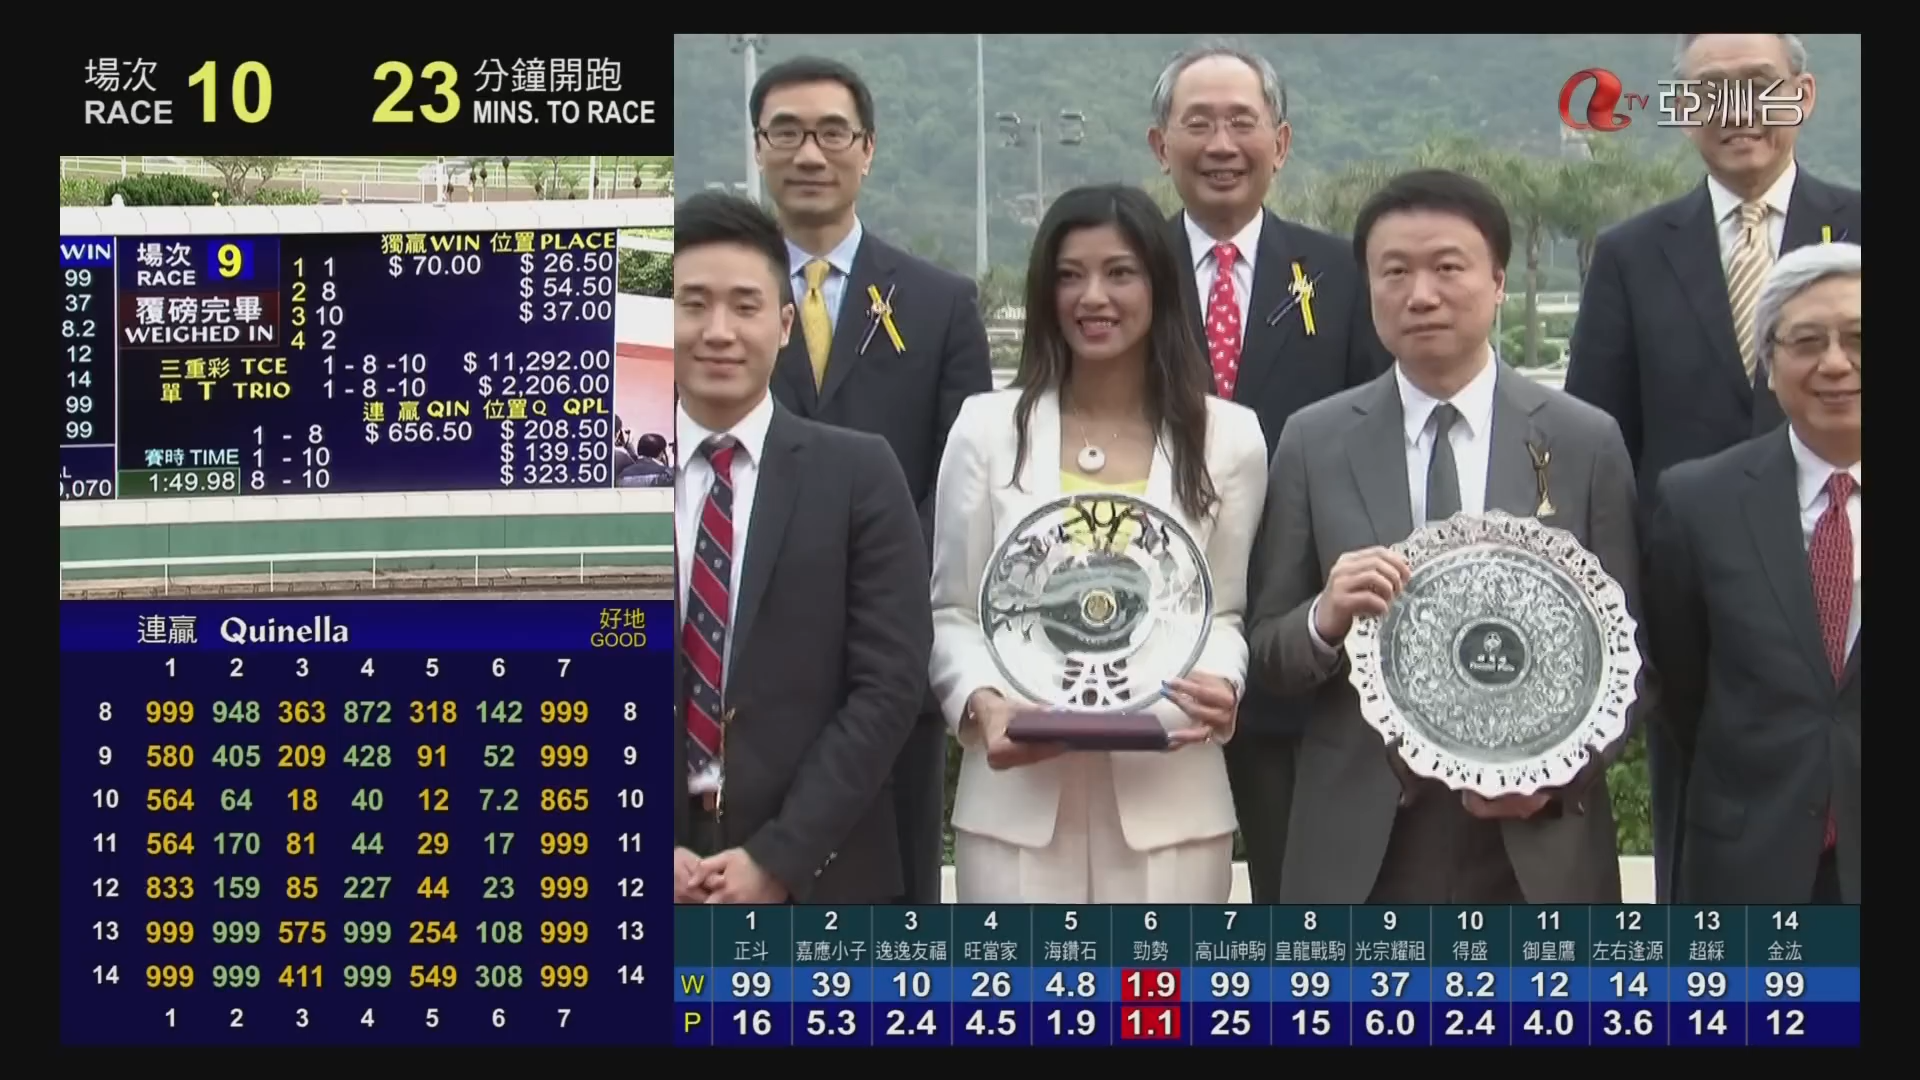 場次 RACE 10 23 分鐘開跑 MINS. TO RACE
TV 亞洲台
WIN
99
37
8.2
12
14
99
99
,070
場次 RACE 9
覆磅完畢
WEIGHED IN
獨贏 WIN 位置 PLACE
1 1 $ 70.00 $ 26.50
2 8 $ 54.50
3 10 $ 37.00
4 2
三重彩 TCE 1 - 8 -10 $ 11,292.00
單 T TRIO 1 - 8 -10 $ 2,206.00
連 贏 QIN 位置Q QPL
1 - 8 $ 656.50 $ 208.50
賽時 TIME 1 - 10 $ 139.50
1:49.98 8 - 10 $ 323.50
連贏 Quinella 好地 GOOD
1 2 3 4 5 6 7
8 999 948 363 872 318 142 999 8
9 580 405 209 428 91 52 999 9
10 564 64 18 40 12 7.2 865 10
11 564 170 81 44 29 17 999 11
12 833 159 85 227 44 23 999 12
13 999 999 575 999 254 108 999 13
14 999 999 411 999 549 308 999 14
1 2 3 4 5 6 7
1 2 3 4 5 6 7 8 9 10 11 12 13 14
正斗 嘉應小子 逸逸友福 旺當家 海鑽石 勁勢 高山神駒 皇龍戰駒 光宗耀祖 得盛 御皇鷹 左右逢源 超綵 金汯
W 99 39 10 26 4.8 1.9 99 99 37 8.2 12 14 99 99
P 16 5.3 2.4 4.5 1.9 1.1 25 15 6.0 2.4 4.0 3.6 14 12